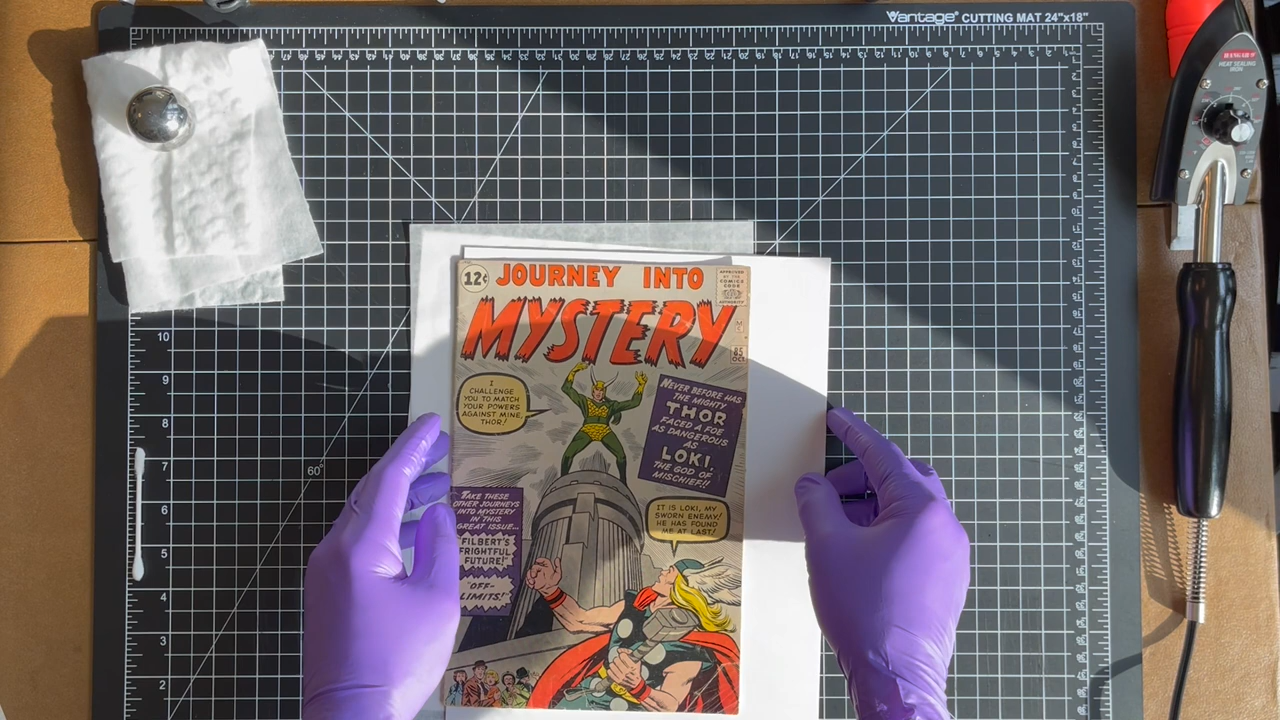 Vantage® CUTTING MAT 24"x18"
HEAT SEALING
IRON
12¢
JOURNEY INTO
MYSTERY
APPROVED
BY THE
COMICS
CODE
AUTHORITY
85
OCT
I
CHALLENGE
YOU TO MATCH
YOUR POWERS
AGAINST MINE,
THOR!
NEVER BEFORE HAS
THE MIGHTY
THOR
FACED A FOE
AS DANGEROUS
AS
LOKI,
THE GOD OF
MISCHIEF!!
TAKE THESE
OTHER JOURNEYS
INTO MYSTERY
IN THIS
GREAT ISSUE...
"FILBERT'S
FRIGHTFUL
FUTURE!"
"OFF-
LIMITS!"
IT IS LOKI, MY
SWORN ENEMY!
HE HAS FOUND
ME AT LAST!
10
9
8
7
60°
6
5
4
3
2